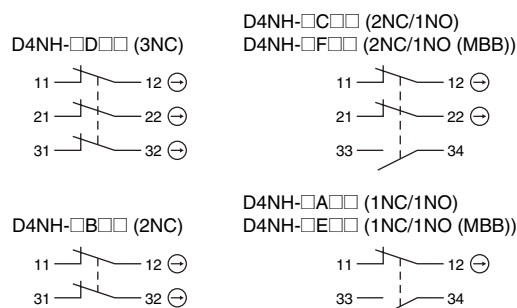 D4NH-□D□□ (3NC)
11 12 →
21 22 →
31 32 →
D4NH-□C□□ (2NC/1NO)
D4NH-□F□□ (2NC/1NO (MBB))
11 12 →
21 22 →
33 34
D4NH-□B□□ (2NC)
11 12 →
31 32 →
D4NH-□A□□ (1NC/1NO)
D4NH-□E□□ (1NC/1NO (MBB))
11 12 →
33 34